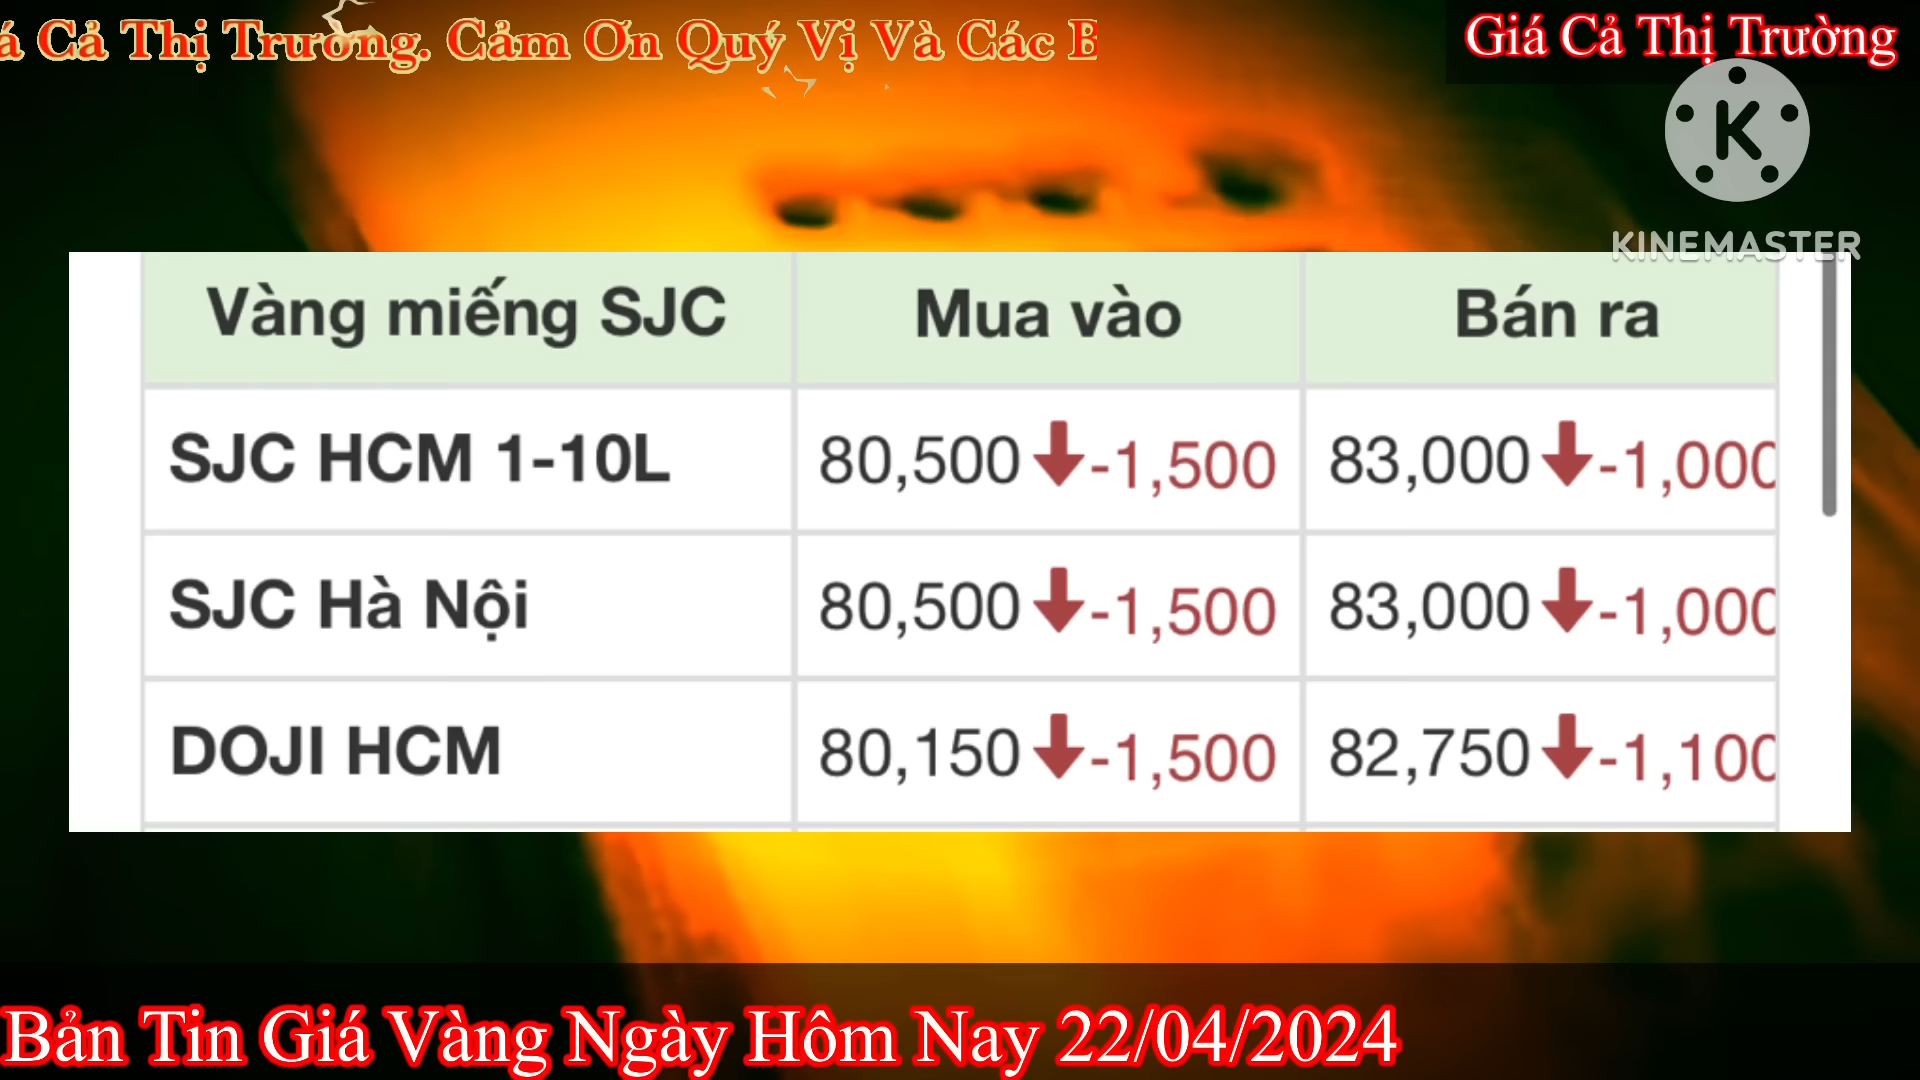 á Cả Thị Trường. Cảm Ơn Quý Vị Và Các B
Giá Cả Thị Trường
K
KINEMASTER
Vàng miếng SJC Mua vào Bán ra
SJC HCM 1-10L 80,500 -1,500 83,000 -1,000
SJC Hà Nội 80,500 -1,500 83,000 -1,000
DOJI HCM 80,150 -1,500 82,750 -1,100
Bản Tin Giá Vàng Ngày Hôm Nay 22/04/2024